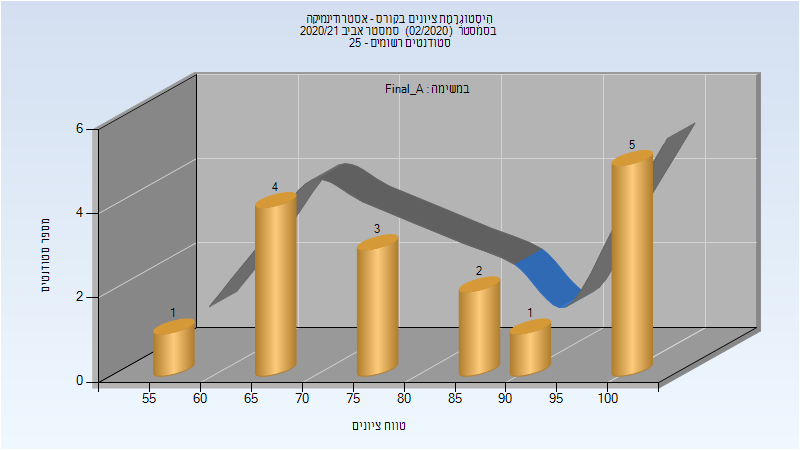 היסטוגרמת ציונים בקורס - אסטרודינמיקה
בסמסטר (02/2020) סמסטר אביב 2020/21
סטודנטים רשומים - 25
במשימה : Final_A
6
4
2
0
מספר סטודנטים
1
4
3
2
1
5
55 60 65 70 75 80 85 90 95 100
טווח ציונים